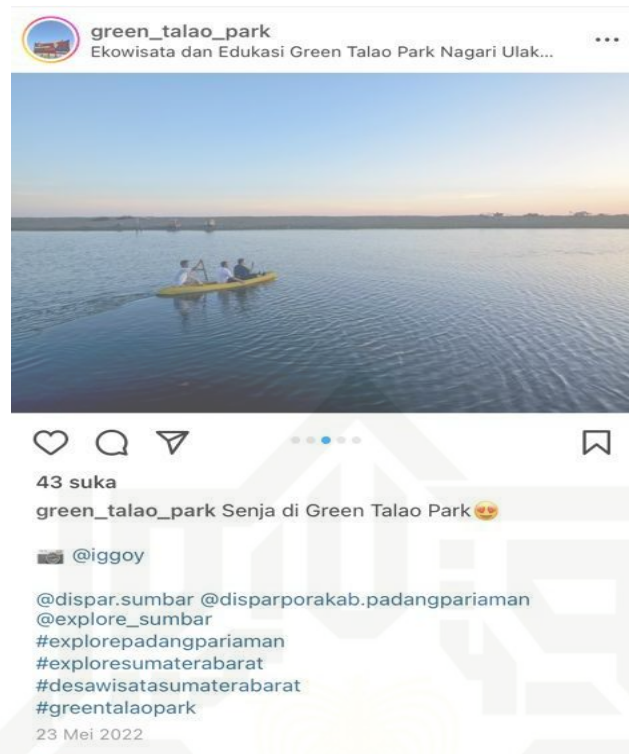 green_talao_park
Ekowisata dan Edukasi Green Talao Park Nagari Ulak...
43 suka
green_talao_park Senja di Green Talao Park😍
📷 @iggoy
@dispar.sumbar @disparporakab.padangpariaman
@explore_sumbar
#explorepadangpariaman
#exploresumaterabarat
#desawisatasumaterabarat
#greentalaopark
23 Mei 2022